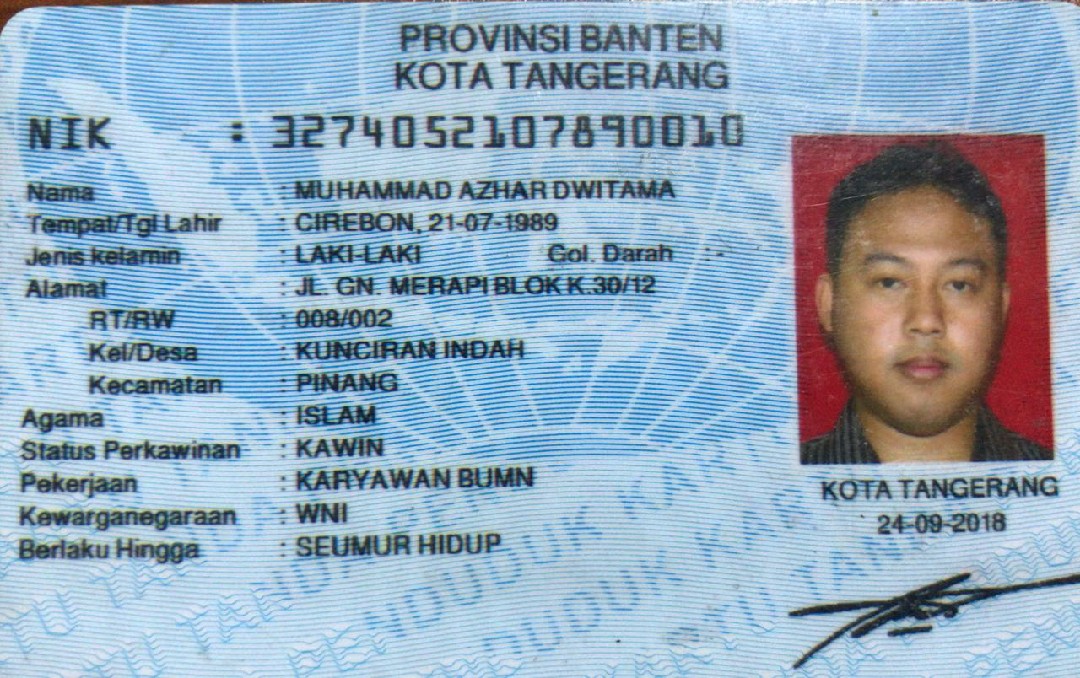 PROVINSI BANTEN
KOTA TANGERANG
NIK : 3274052107890010
Nama : MUHAMMAD AZHAR DWITAMA
Tempat/Tgl Lahir : CIREBON, 21-07-1989
Jenis kelamin : LAKI-LAKI Gol. Darah : -
Alamat : JL. GN. MERAPI BLOK K.30/12
RT/RW : 008/002
Kel/Desa : KUNCIRAN INDAH
Kecamatan : PINANG
Agama : ISLAM
Status Perkawinan : KAWIN
Pekerjaan : KARYAWAN BUMN
Kewarganegaraan : WNI
Berlaku Hingga : SEUMUR HIDUP
KOTA TANGERANG
24-09-2018